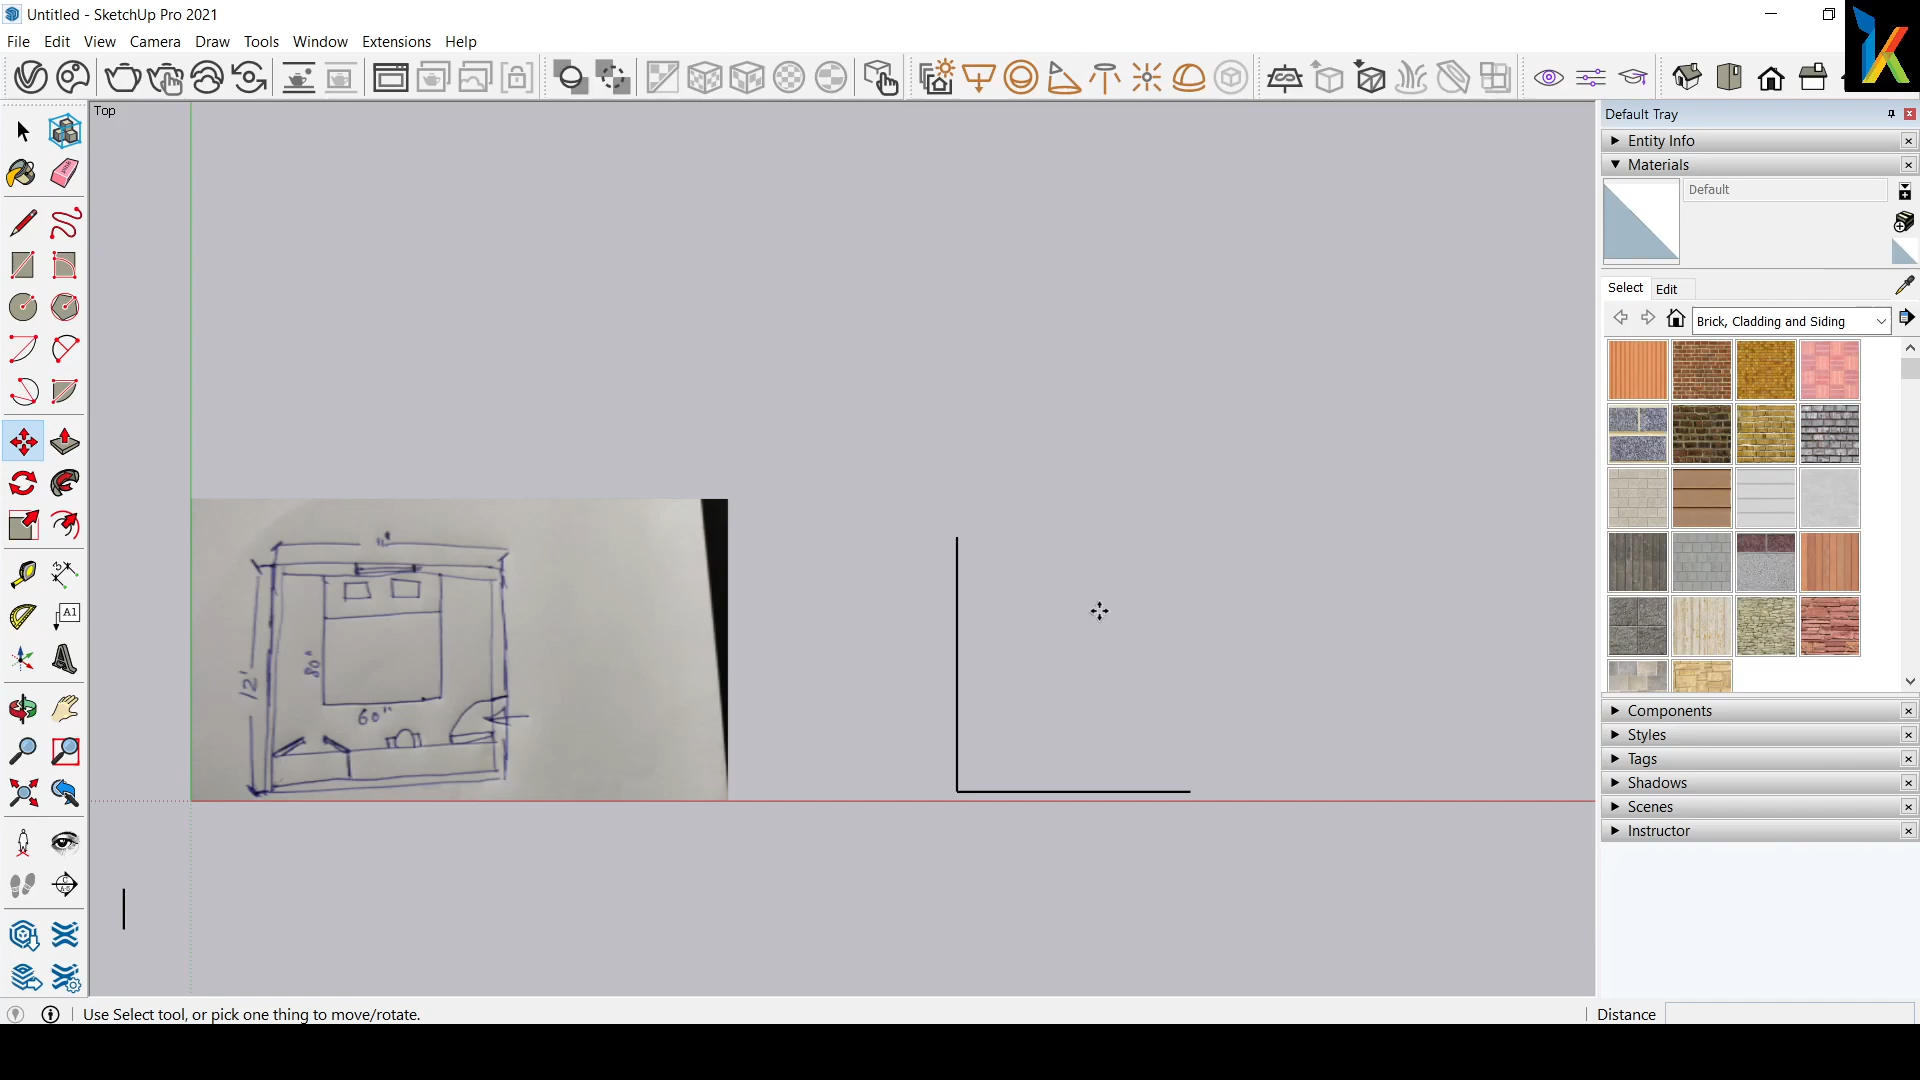 Untitled - SketchUp Pro 2021
File Edit View Camera Draw Tools Window Extensions Help
Top
Default Tray
Entity Info
Materials
Default
Select Edit
Brick, Cladding and Siding
Components
Styles
Tags
Shadows
Scenes
Instructor
A1
12'
80"
60"
Use Select tool, or pick one thing to move/rotate.
Distance